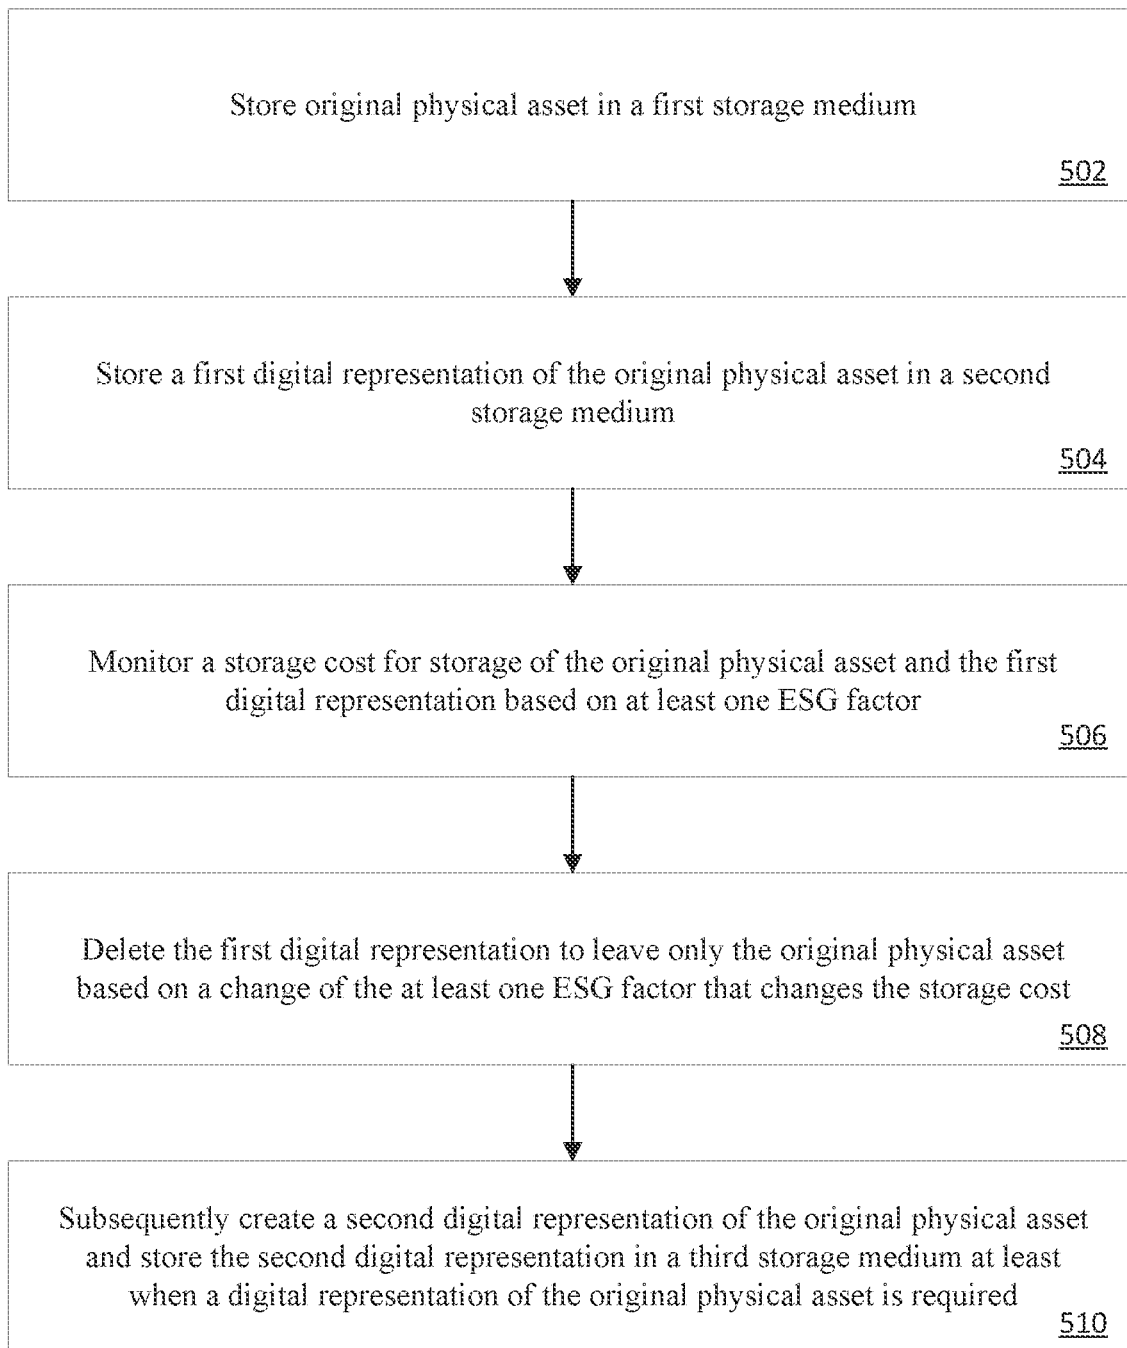 Store original physical asset in a first storage medium
502
Store a first digital representation of the original physical asset in a second
storage medium
504
Monitor a storage cost for storage of the original physical asset and the first
digital representation based on at least one ESG factor
506
Delete the first digital representation to leave only the original physical asset
based on a change of the at least one ESG factor that changes the storage cost
508
Subsequently create a second digital representation of the original physical asset
and store the second digital representation in a third storage medium at least
when a digital representation of the original physical asset is required
510